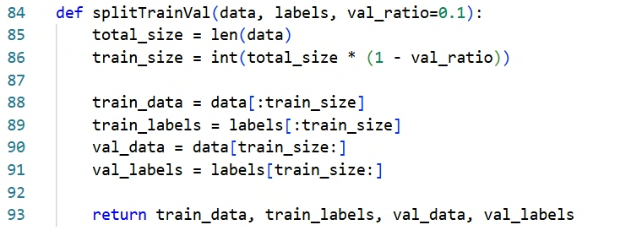 84 def splitTrainVal(data, labels, val_ratio=0.1):
85     total_size = len(data)
86     train_size = int(total_size * (1 - val_ratio))
87
88     train_data = data[:train_size]
89     train_labels = labels[:train_size]
90     val_data = data[train_size:]
91     val_labels = labels[train_size:]
92
93     return train_data, train_labels, val_data, val_labels